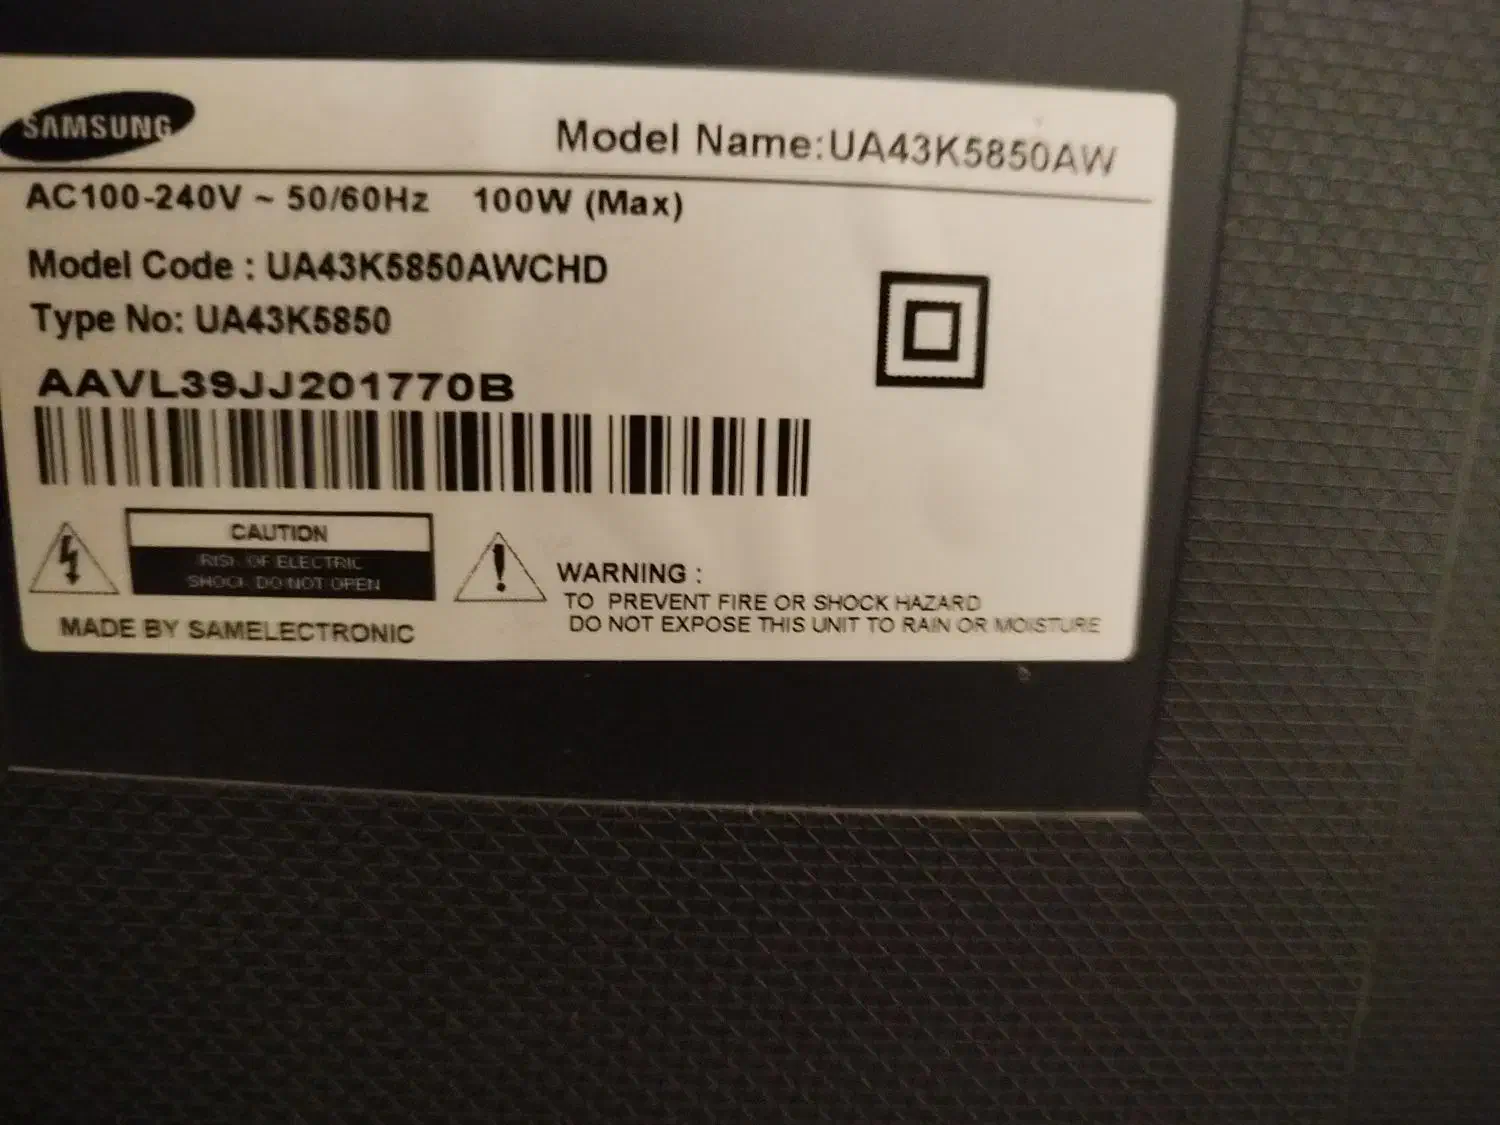 SAMSUNG
Model Name:UA43K5850AW
AC100-240V ~ 50/60Hz 100W (Max)
Model Code : UA43K5850AWCHD
Type No: UA43K5850
AAVL39JJ201770B
CAUTION
RISK OF ELECTRIC
SHOCK DO NOT OPEN
WARNING :
TO PREVENT FIRE OR SHOCK HAZARD
DO NOT EXPOSE THIS UNIT TO RAIN OR MOISTURE
MADE BY SAMELECTRONIC